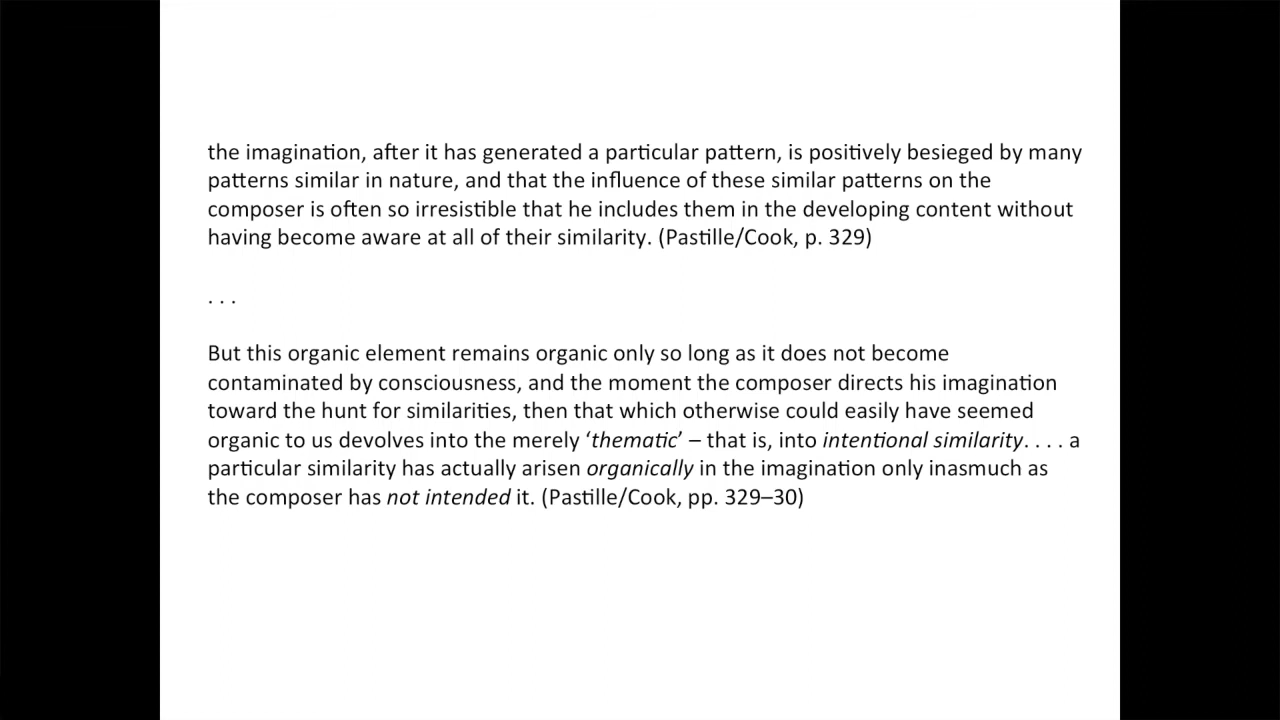 the imagination, after it has generated a particular pattern, is positively besieged by many
patterns similar in nature, and that the influence of these similar patterns on the
composer is often so irresistible that he includes them in the developing content without
having become aware at all of their similarity. (Pastille/Cook, p. 329)
. . .
But this organic element remains organic only so long as it does not become
contaminated by consciousness, and the moment the composer directs his imagination
toward the hunt for similarities, then that which otherwise could easily have seemed
organic to us devolves into the merely ‘thematic’ – that is, into intentional similarity. . . . a
particular similarity has actually arisen organically in the imagination only inasmuch as
the composer has not intended it. (Pastille/Cook, pp. 329–30)